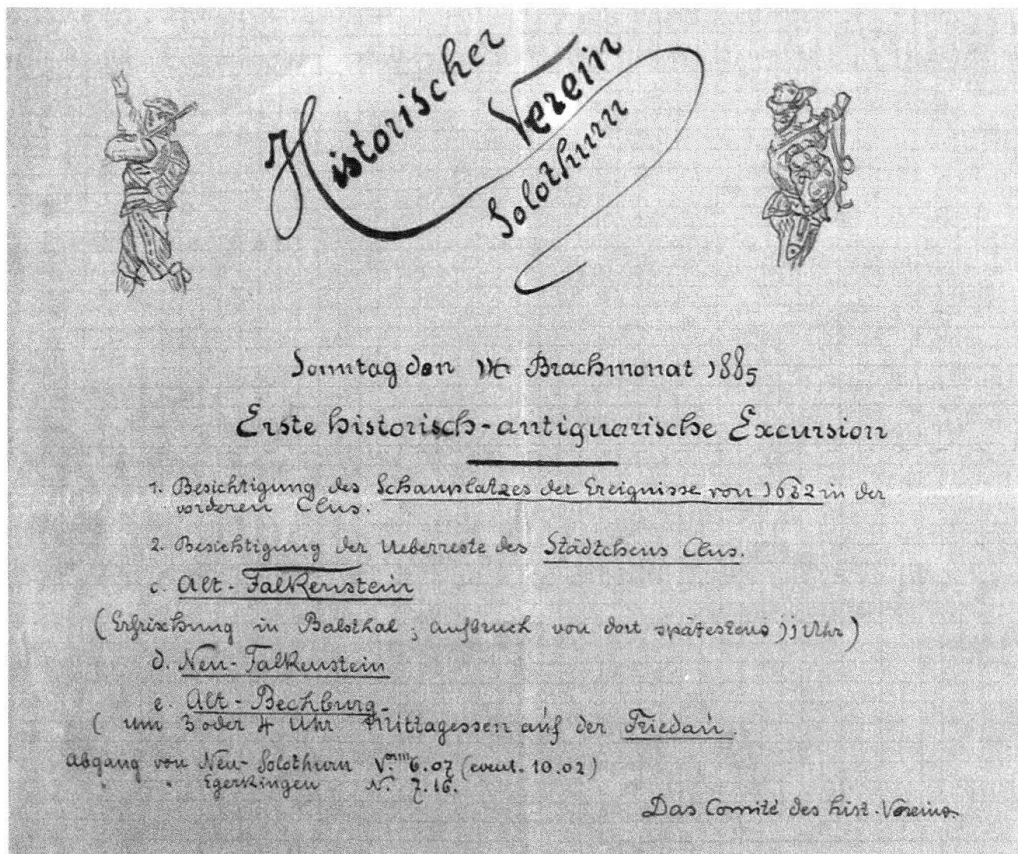 Historischer
Verein
Solothurn
Sonntag den 14 Brachmonat 1885
Erste historisch-antiquarische Excursion
1. Besichtigung des Schauplatzes der Ereignisse von 1632 in der
vorderen Clus.
2. Besichtigung der Ueberreste des Städtchens Clus.
c. Alt-Falkenstein
(Erfrischung in Balsthal; Aufbruch von dort spätestens 11 Uhr)
d. Neu-Falkenstein
e. Alt-Bechburg.
( um 3 oder 4 Uhr Mittagessen auf der Friedau.
Abgang von Neu-Solothurn Vorm 6.07 (event. 10.02)
" " Egerkingen N. 7.16.
Das Comité des hist. Vereins.